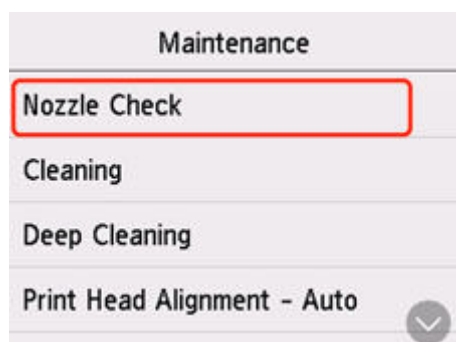 Maintenance
Nozzle Check
Cleaning
Deep Cleaning
Print Head Alignment - Auto